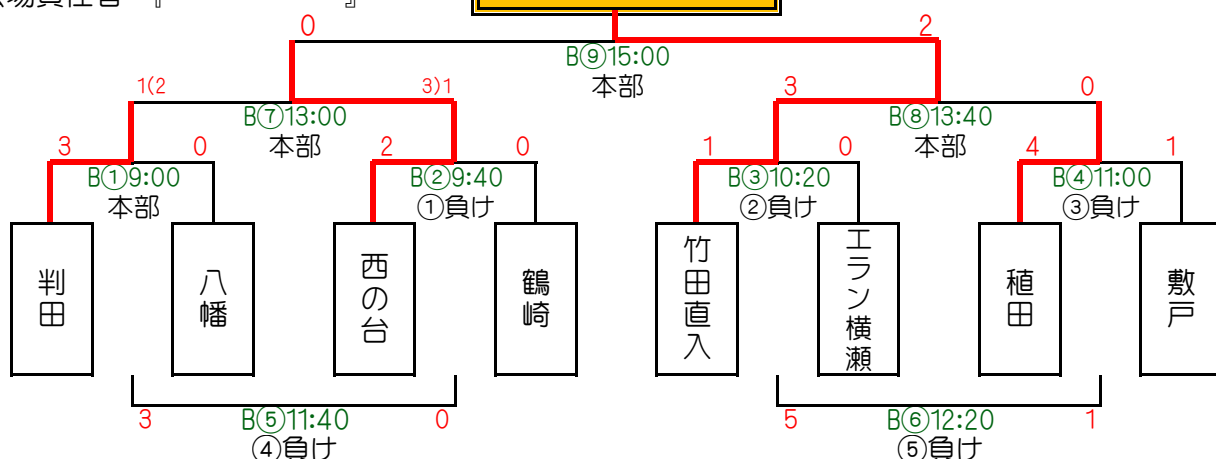 『 』
0 2
B⑨15:00
本部
1(2 3)1 3 0
B⑦13:00 B⑧13:40
本部 本部
3 0 2 0 1 0 4 1
B①9:00 B②9:40 B③10:20 B④11:00
本部 ①負け ②負け ③負け
判田 八幡 西の台 鶴崎 竹田直入 エラン横瀬 稙田 敷戸
3 B⑤11:40 0 5 B⑥12:20 1
④負け ⑤負け